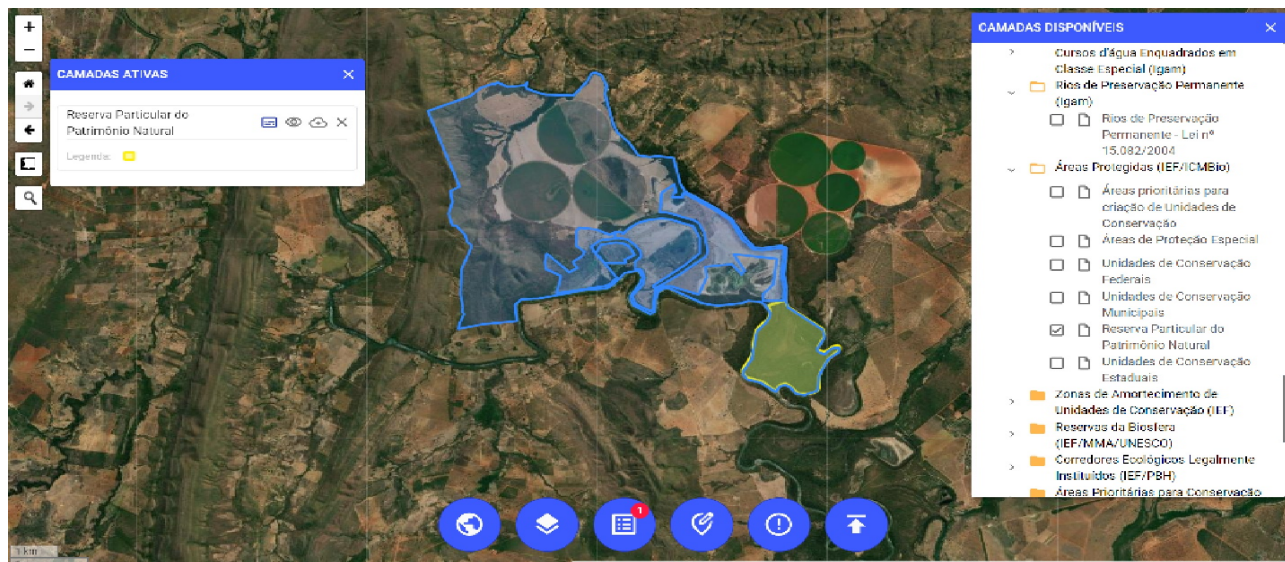 +
−
CAMADAS ATIVAS
Reserva Particular do
Patrimônio Natural
Legenda:
1 km
1
CAMADAS DISPONÍVEIS
Cursos d'água Enquadrados em
Classe Especial (Igam)
Rios de Preservação Permanente
(Igam)
Rios de Preservação
Permanente - Lei nº
15.082/2004
Áreas Protegidas (IEF/ICMBio)
Áreas prioritárias para
criação de Unidades de
Conservação
Áreas de Proteção Especial
Unidades de Conservação
Federais
Unidades de Conservação
Municipais
Reserva Particular do
Patrimônio Natural
Unidades de Conservação
Estaduais
Zonas de Amortecimento de
Unidades de Conservação (IEF)
Reservas da Biosfera
(IEF/MMA/UNESCO)
Corredores Ecológicos Legalmente
Instituídos (IEF/PBH)
Áreas Prioritárias para Conservação